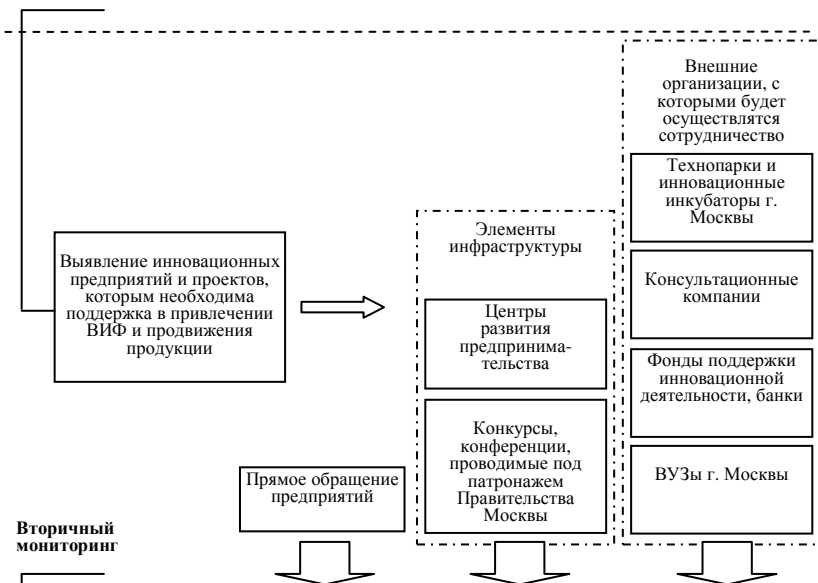 Внешние
организации, с
которыми будет
осуществлятся
сотрудничество
Технопарки и
инновационные
инкубаторы г.
Москвы
Элементы
инфраструктуры
Выявление инновационных
предприятий и проектов,
которым необходима
поддержка в привлечении
ВИФ и продвижения
продукции
Консультационные
компании
Центры
развития
предпринима-
тельства
Фонды поддержки
инновационной
деятельности, банки
Конкурсы,
конференции,
проводимые под
патронажем
Правительства
Москвы
ВУЗы г. Москвы
Прямое обращение
предприятий
Вторичный
мониторинг